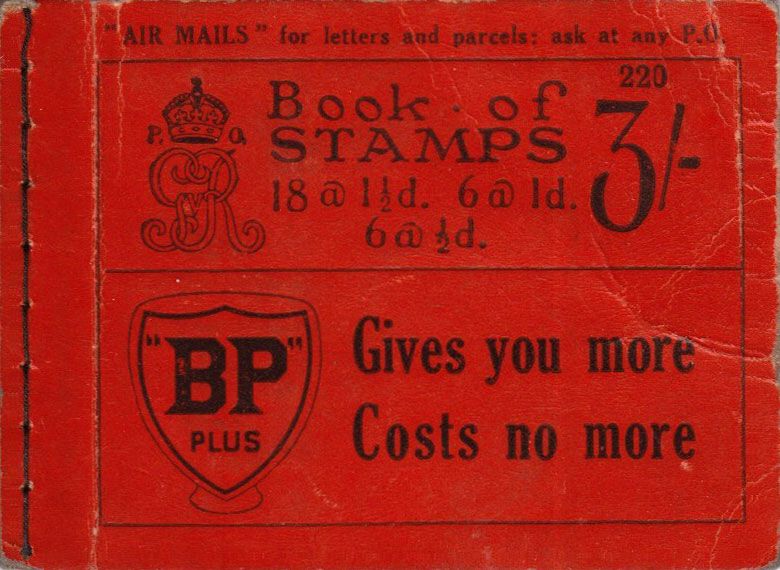 "AIR MAILS" for letters and parcels: ask at any P.O.
220
P. O.
GVR
Book of
STAMPS
3/-
18 @ 1½d. 6 @ 1d.
6 @ ½d.
"BP"
PLUS
Gives you more
Costs no more